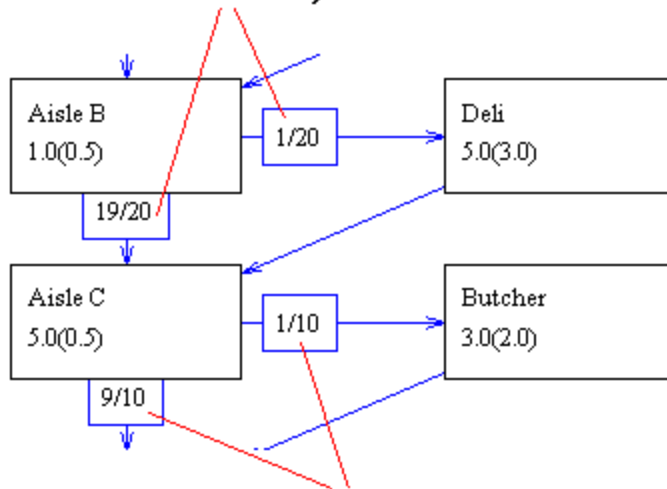 Aisle B
1.0(0.5)
1/20
Deli
5.0(3.0)
19/20
Aisle C
5.0(0.5)
1/10
Butcher
3.0(2.0)
9/10